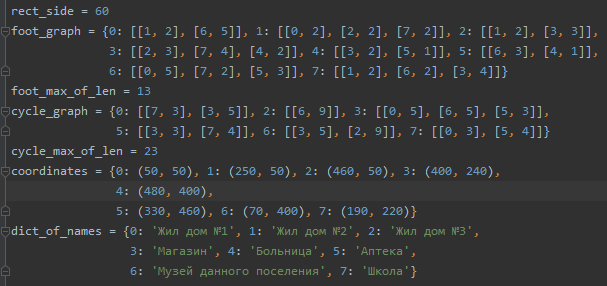 rect_side = 60
foot_graph = {0: [[1, 2], [6, 5]], 1: [[0, 2], [2, 2], [7, 2]], 2: [[1, 2], [3, 3]],
3: [[2, 3], [7, 4], [4, 2]], 4: [[3, 2], [5, 1]], 5: [[6, 3], [4, 1]],
6: [[0, 5], [7, 2], [5, 3]], 7: [[1, 2], [6, 2], [3, 4]]}
foot_max_of_len = 13
cycle_graph = {0: [[7, 3], [3, 5]], 2: [[6, 9]], 3: [[0, 5], [6, 5], [5, 3]],
5: [[3, 3], [7, 4]], 6: [[3, 5], [2, 9]], 7: [[0, 3], [5, 4]]}
cycle_max_of_len = 23
coordinates = {0: (50, 50), 1: (250, 50), 2: (460, 50), 3: (400, 240),
4: (480, 400),
5: (330, 460), 6: (70, 400), 7: (190, 220)}
dict_of_names = {0: 'Жил дом №1', 1: 'Жил дом №2', 2: 'Жил дом №3',
3: 'Магазин', 4: 'Больница', 5: 'Аптека',
6: 'Музей данного поселения', 7: 'Школа'}